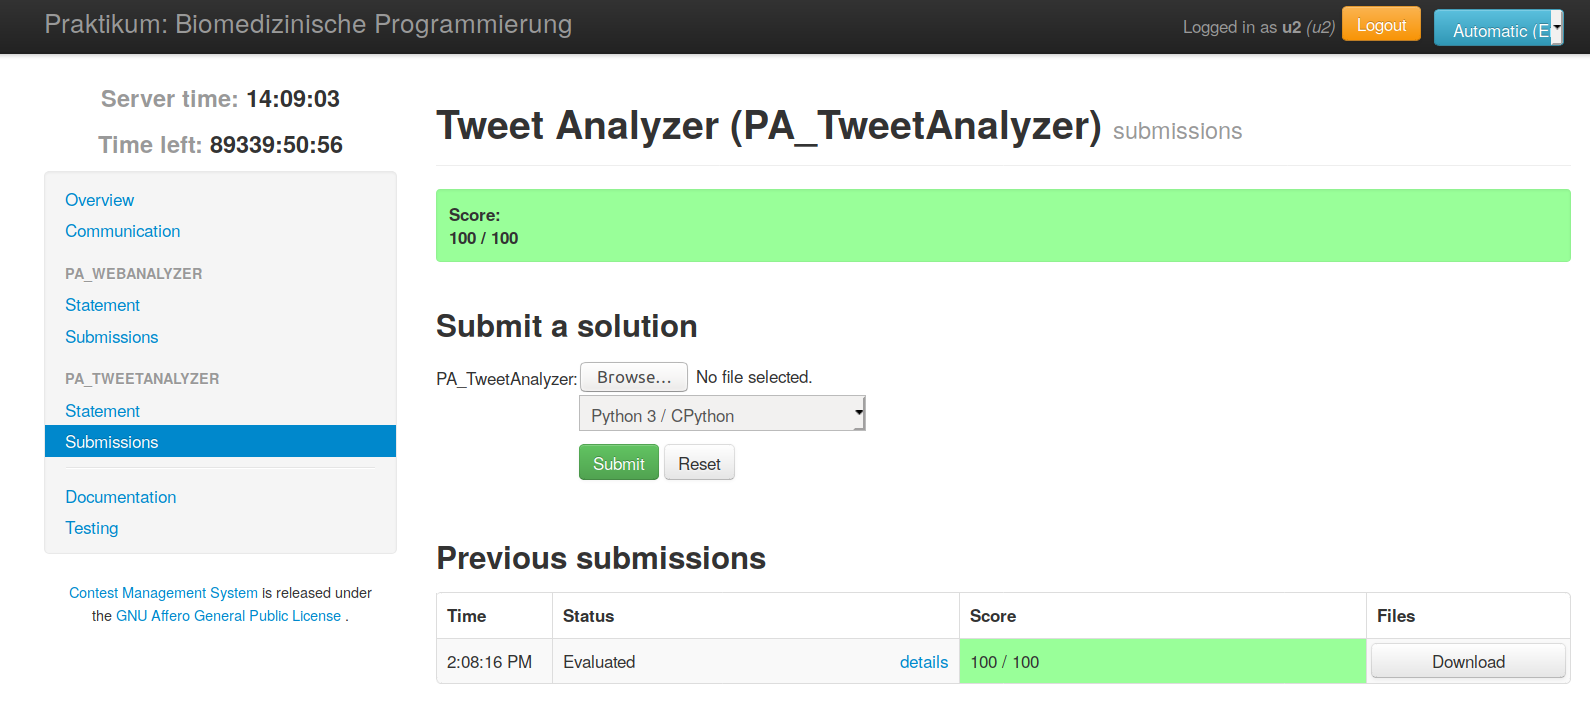 Praktikum: Biomedizinische Programmierung
Logged in as u2 (u2)
Logout
Automatic (E
Server time: 14:09:03
Time left: 89339:50:56
Overview
Communication
PA_WEBANALYZER
Statement
Submissions
PA_TWEETANALYZER
Statement
Submissions
Documentation
Testing
Contest Management System is released under
the GNU Affero General Public License .
Tweet Analyzer (PA_TweetAnalyzer) submissions
Score:
100 / 100
Submit a solution
PA_TweetAnalyzer: Browse... No file selected.
Python 3 / CPython
Submit Reset
Previous submissions
Time Status Score Files
2:08:16 PM Evaluated details 100 / 100 Download